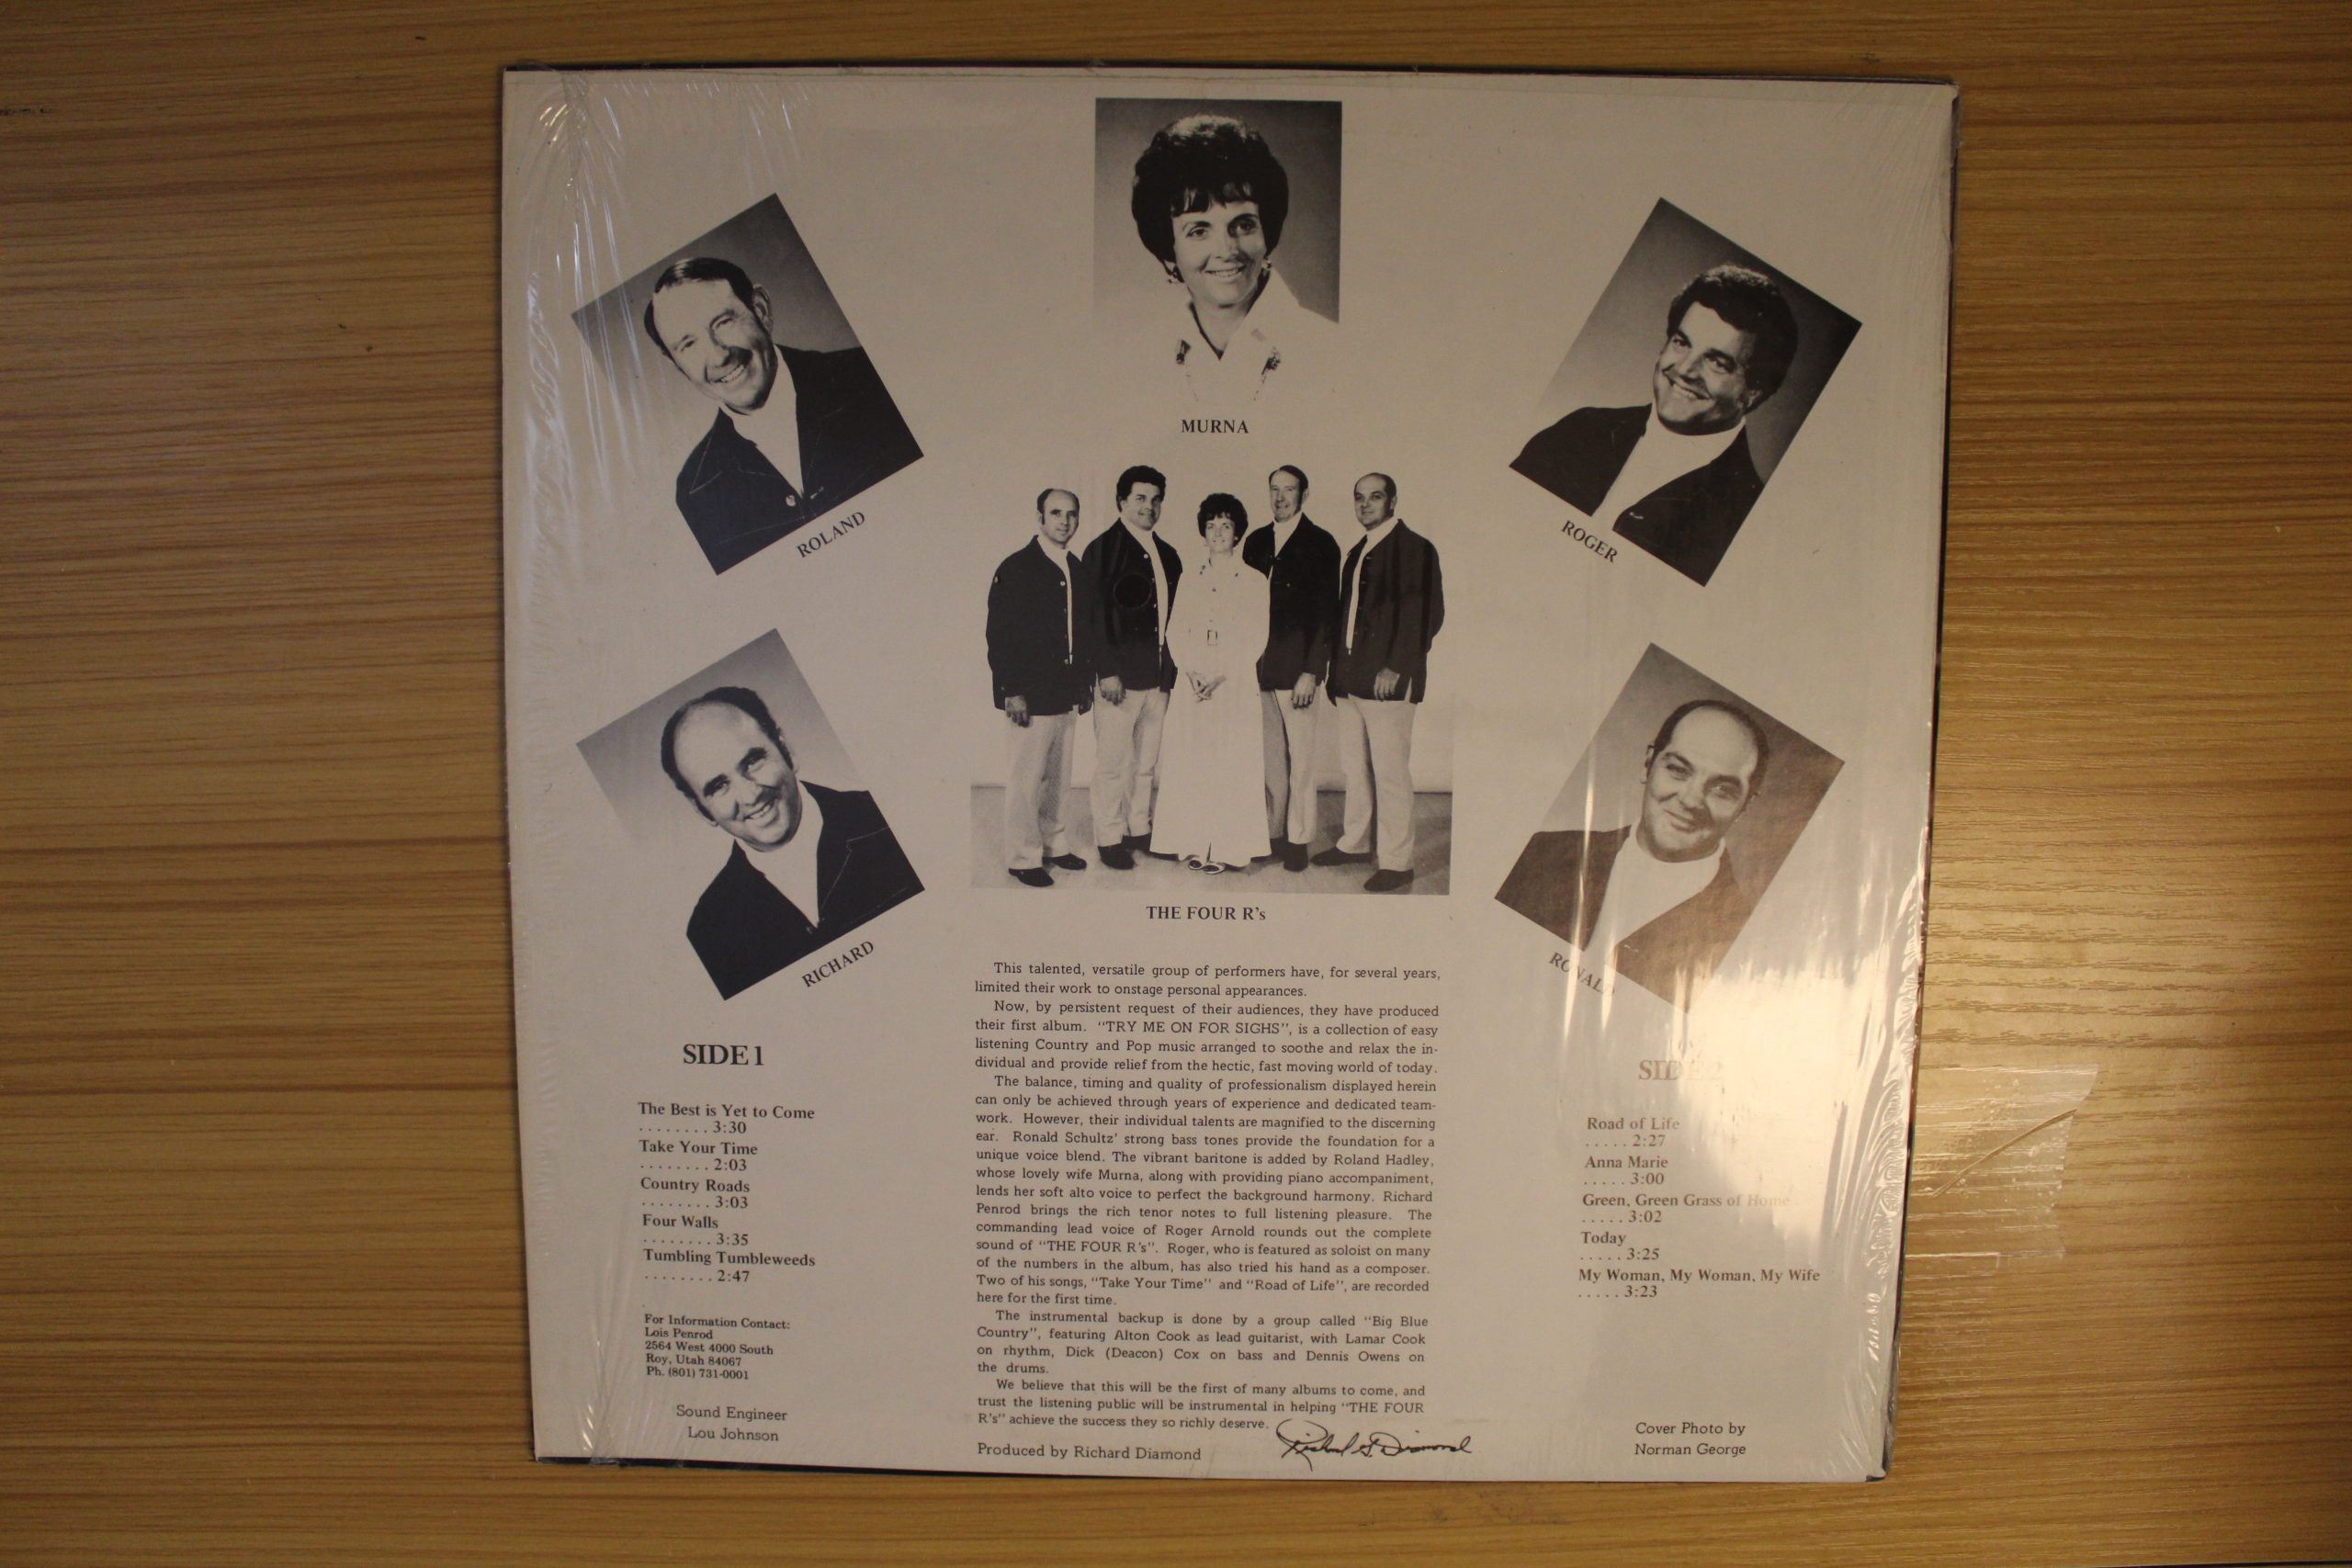 MURNA
ROLAND
ROGER
RICHARD
RONALD
THE FOUR R's
This talented, versatile group of performers have, for several years,
limited their work to onstage personal appearances.
Now, by persistent request of their audiences, they have produced
their first album. "TRY ME ON FOR SIGHS", is a collection of easy
listening Country and Pop music arranged to soothe and relax the in-
dividual and provide relief from the hectic, fast moving world of today.
The balance, timing and quality of professionalism displayed herein
can only be achieved through years of experience and dedicated team-
work. However, their individual talents are magnified to the discerning
ear. Ronald Schultz' strong bass tones provide the foundation for a
unique voice blend. The vibrant baritone is added by Roland Hadley,
whose lovely wife Murna, along with providing piano accompaniment,
lends her soft alto voice to perfect the background harmony. Richard
Penrod brings the rich tenor notes to full listening pleasure. The
commanding lead voice of Roger Arnold rounds out the complete
sound of "THE FOUR R's". Roger, who is featured as soloist on many
of the numbers in the album, has also tried his hand as a composer.
Two of his songs, "Take Your Time" and "Road of Life", are recorded
here for the first time.
The instrumental backup is done by a group called "Big Blue
Country", featuring Alton Cook as lead guitarist, with Lamar Cook
on rhythm, Dick (Deacon) Cox on bass and Dennis Owens on
the drums.
We believe that this will be the first of many albums to come, and
trust the listening public will be instrumental in helping "THE FOUR
R's" achieve the success they so richly deserve.
Produced by Richard Diamond
Richard G. Diamond
SIDE 1
The Best is Yet to Come
........ 3:30
Take Your Time
........ 2:03
Country Roads
........ 3:03
Four Walls
........ 3:35
Tumbling Tumbleweeds
........ 2:47
For Information Contact:
Lois Penrod
2564 West 4000 South
Roy, Utah 84067
Ph. (801) 731-0001
Sound Engineer
Lou Johnson
SIDE 2
Road of Life
..... 2:27
Anna Marie
..... 3:00
Green, Green Grass of Home
..... 3:02
Today
..... 3:25
My Woman, My Woman, My Wife
..... 3:23
Cover Photo by
Norman George